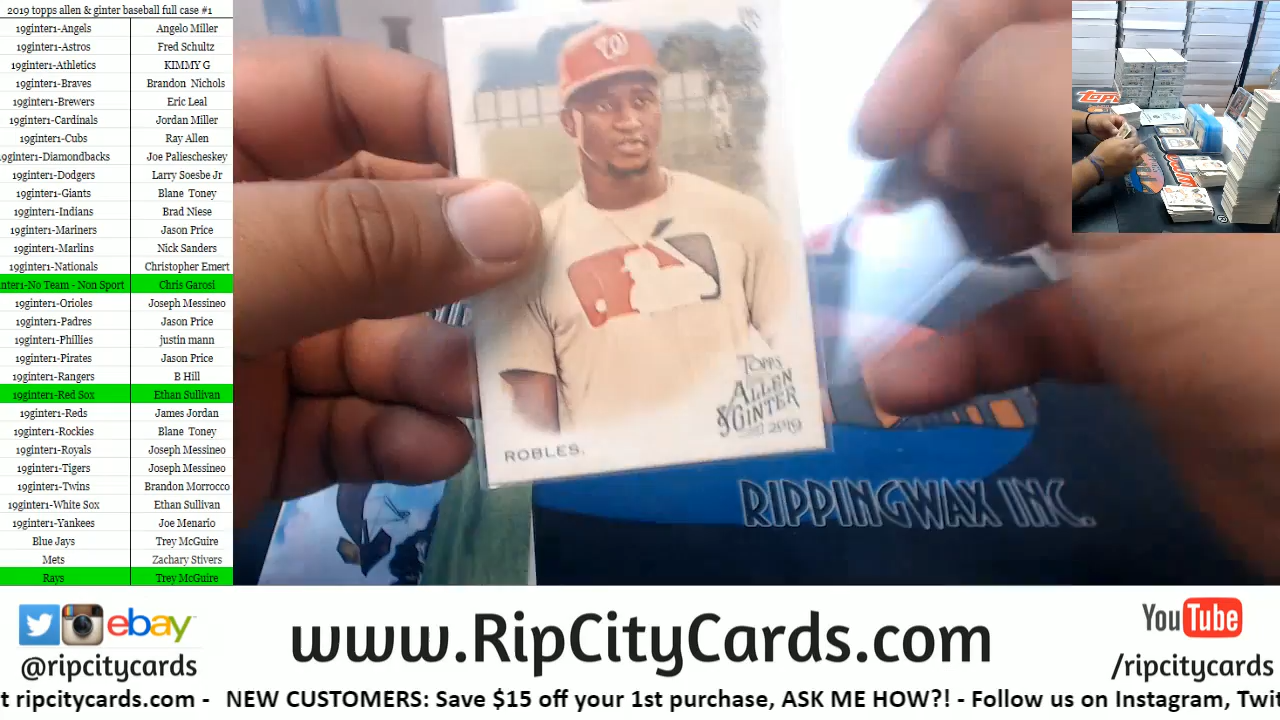 2019 topps allen & ginter baseball full case #1
19ginter1-Angels Angelo Miller
19ginter1-Astros Fred Schultz
19ginter1-Athletics KIMMY G
19ginter1-Braves Brandon Nichols
19ginter1-Brewers Eric Leal
19ginter1-Cardinals Jordan Miller
19ginter1-Cubs Ray Allen
9ginter1-Diamondbacks Joe Paliescheskey
19ginter1-Dodgers Larry Soesbe Jr
19ginter1-Giants Blane Toney
19ginter1-Indians Brad Niese
19ginter1-Mariners Jason Price
19ginter1-Marlins Nick Sanders
19ginter1-Nationals Christopher Emert
nter1-No Team - Non Sport Chris Garosi
19ginter1-Orioles Joseph Messineo
19ginter1-Padres Jason Price
19ginter1-Phillies justin mann
19ginter1-Pirates Jason Price
19ginter1-Rangers B Hill
19ginter1-Red Sox Ethan Sullivan
19ginter1-Reds James Jordan
19ginter1-Rockies Blane Toney
19ginter1-Royals Joseph Messineo
19ginter1-Tigers Joseph Messineo
19ginter1-Twins Brandon Morrocco
19ginter1-White Sox Ethan Sullivan
19ginter1-Yankees Joe Menario
Blue Jays Trey McGuire
Mets Zachary Stivers
Rays Trey McGuire
W
TOPPS
ALLEN
& GINTER
2019
ROBLES.
RIPPINGWAX INC.
topps
ebay
@ripcitycards
www.RipCityCards.com
YouTube
/ripcitycards
t ripcitycards.com - NEW CUSTOMERS: Save $15 off your 1st purchase, ASK ME HOW?! - Follow us on Instagram, Twit